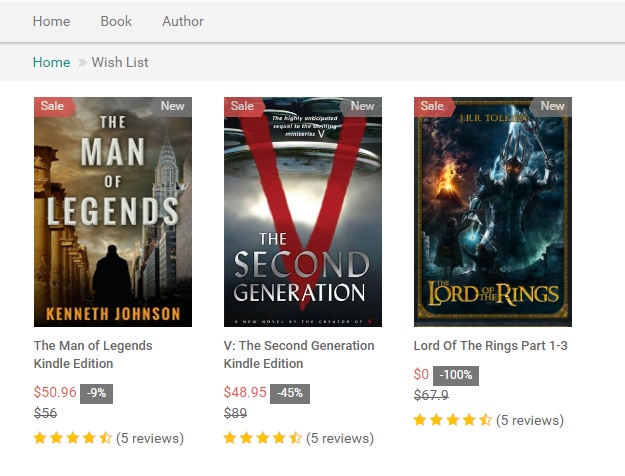 Home Book Author
Home » Wish List
Sale New
THE
MAN
OF
LEGENDS
KENNETH JOHNSON
The Man of Legends
Kindle Edition
$50.96 -9%
$56
(5 reviews)
Sale New
The highly anticipated
sequel to the thrilling
miniseries V
THE
SECOND
GENERATION
A NEW NOVEL BY THE CREATOR OF V
V: The Second Generation
Kindle Edition
$48.95 -45%
$89
(5 reviews)
Sale New
J.R.R. TOLKIEN
THE LORD OF THE RINGS
Lord Of The Rings Part 1-3
$0 -100%
$67.9
(5 reviews)